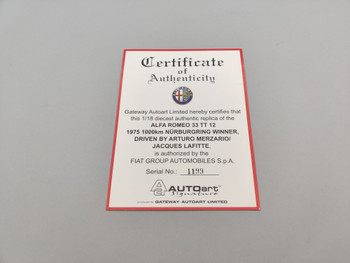 Certificate
of
Authenticity
Gateway Autoart Limited hereby certifies that
this 1/18 diecast authentic replica of the
ALFA ROMEO 33 TT 12
1975 1000km NÜRBURGRING WINNER,
DRIVEN BY ARTURO MERZARIO/
JACQUES LAFITTE.
is authorized by the
FIAT GROUP AUTOMOBILES S.p.A.
Serial No.: 1199
AUTOart
Signature
GATEWAY AUTOART LIMITED